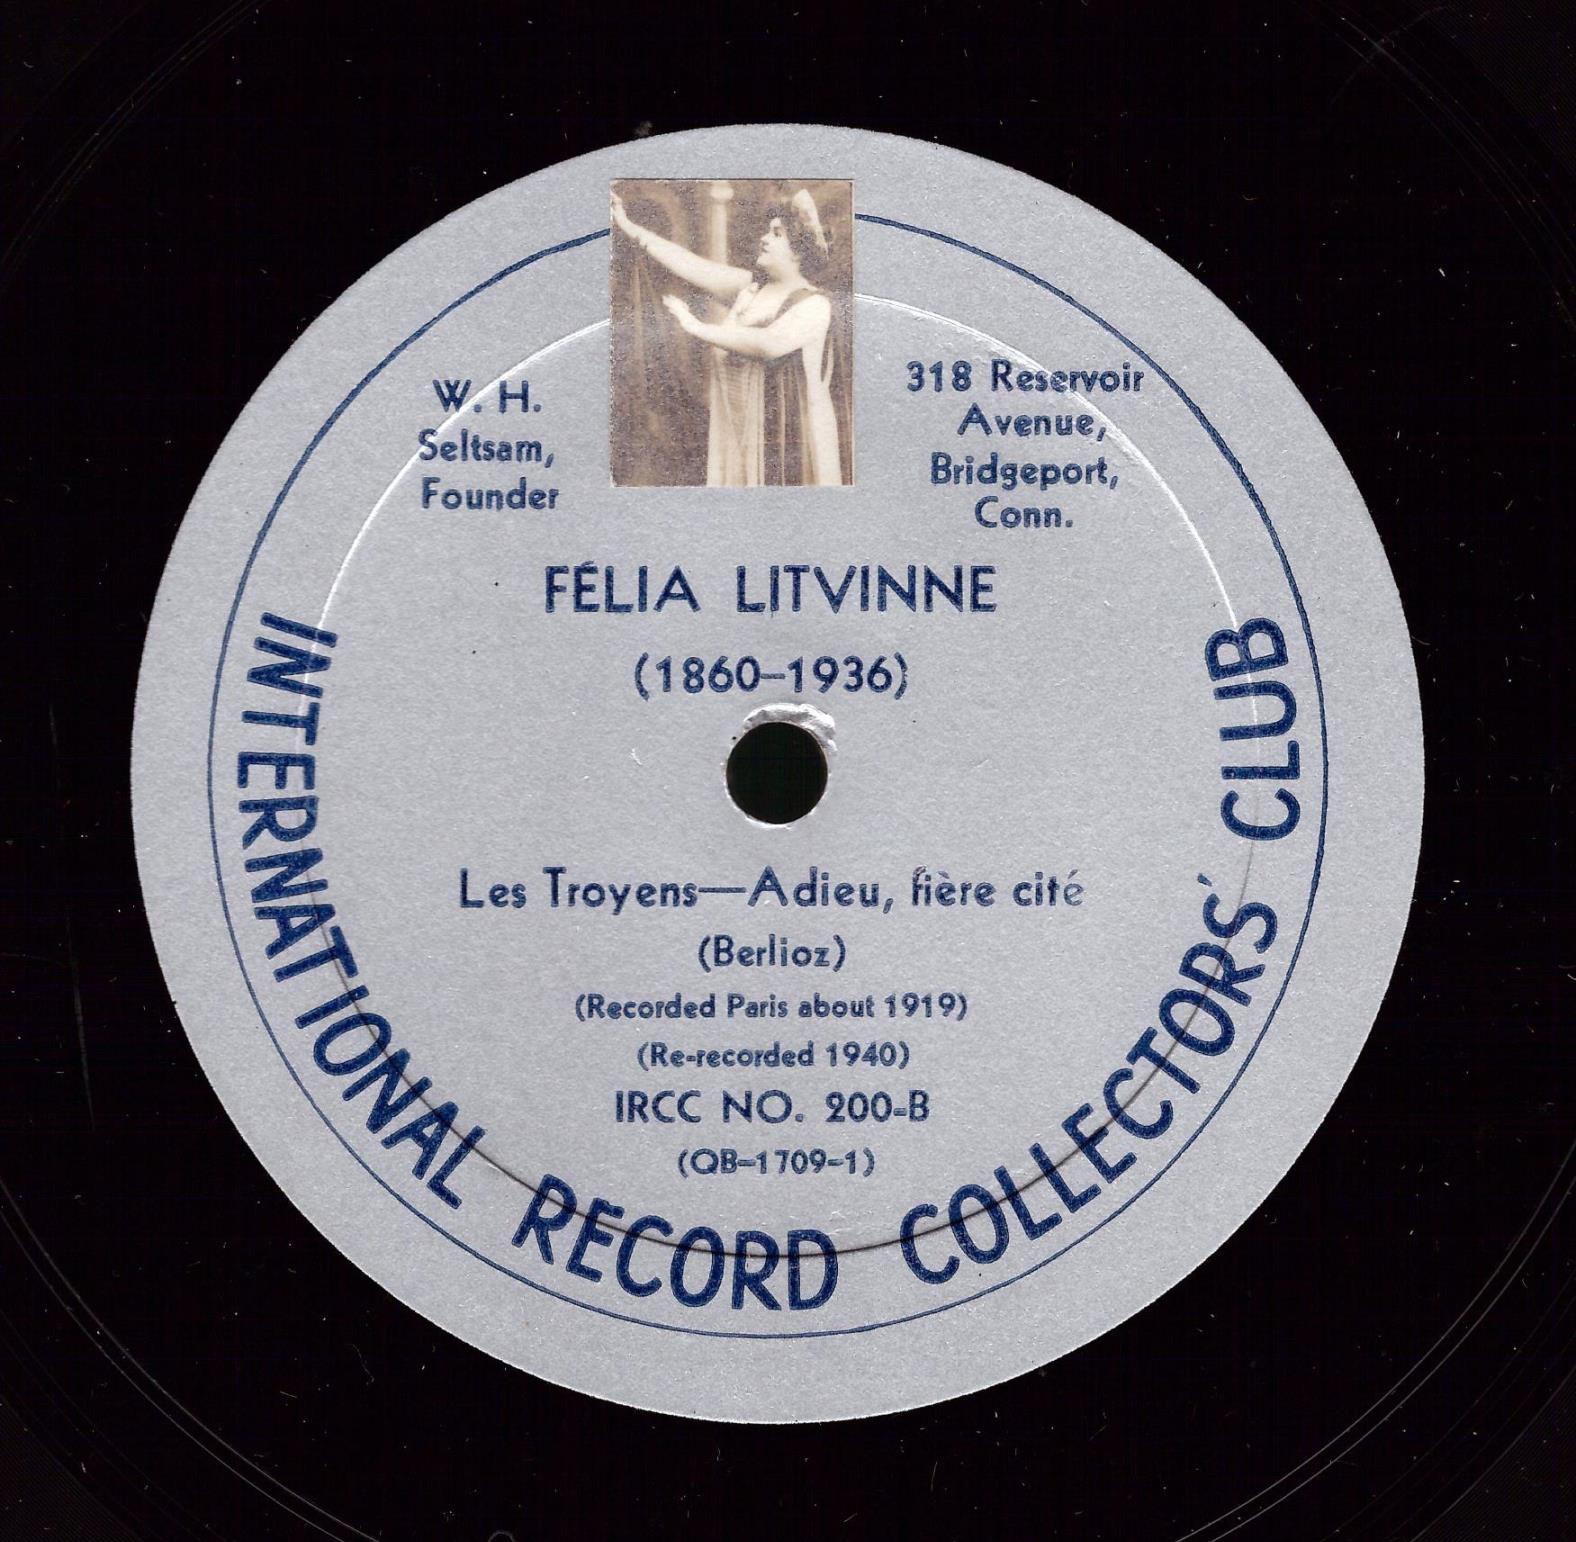 W. H.
Seltsam,
Founder
318 Reservoir
Avenue,
Bridgeport,
Conn.
FÉLIA LITVINNE
(1860–1936)
Les Troyens—Adieu, fière cité
(Berlioz)
(Recorded Paris about 1919)
(Re-recorded 1940)
IRCC NO. 200-B
(QB-1709-1)
INTERNATIONAL RECORD COLLECTORS' CLUB